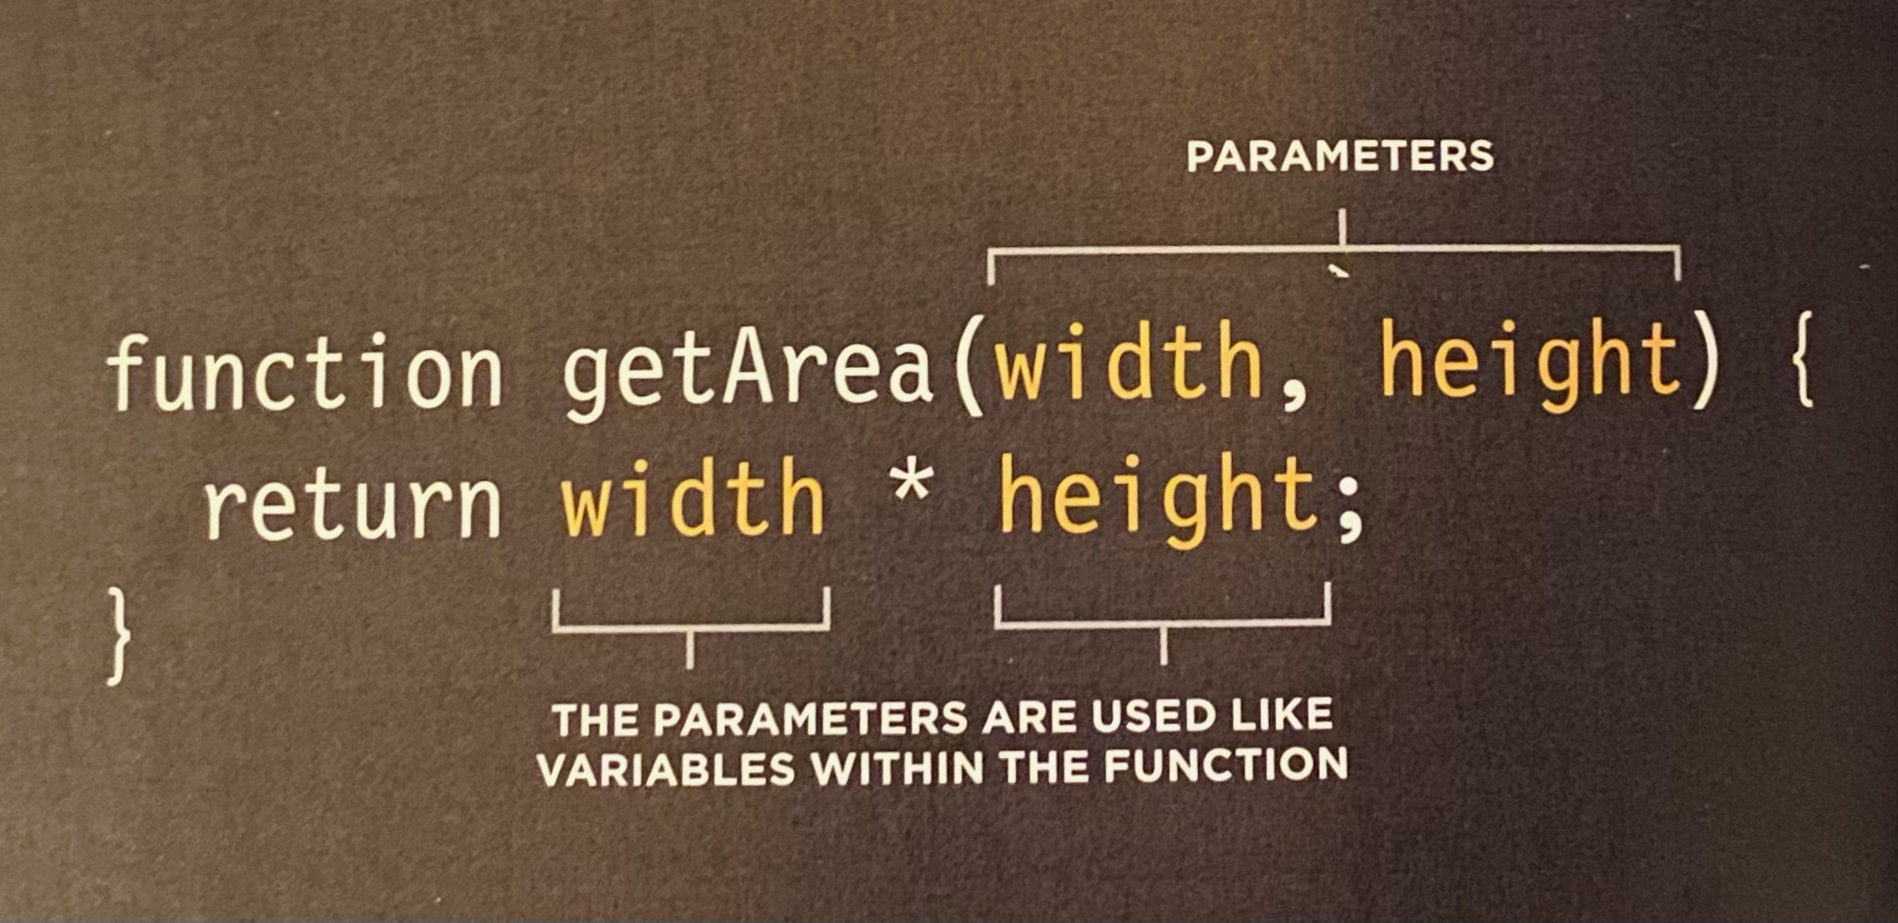 PARAMETERS
function getArea(width, height) {
return width * height;
}
THE PARAMETERS ARE USED LIKE
VARIABLES WITHIN THE FUNCTION